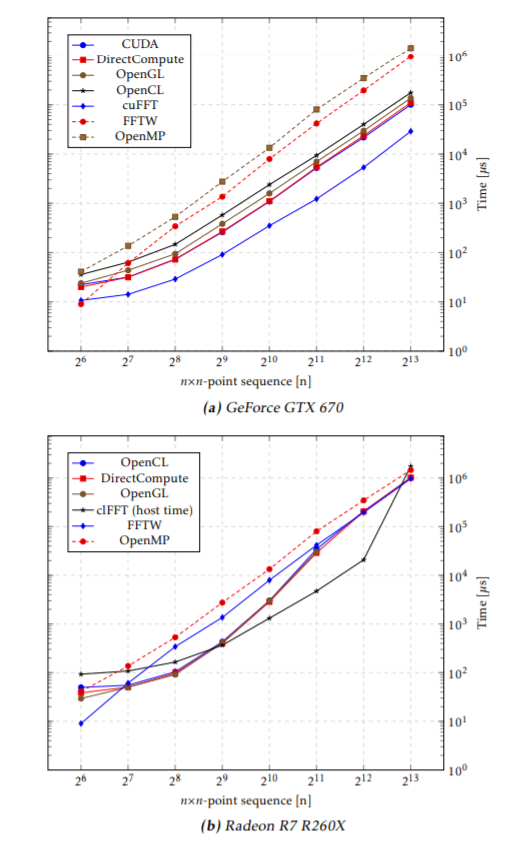 CUDA
DirectCompute
OpenGL
OpenCL
cuFFT
FFTW
OpenMP
10⁶
10⁵
10⁴
10³
10²
10¹
10⁰
Time [μs]
2⁶ 2⁷ 2⁸ 2⁹ 2¹⁰ 2¹¹ 2¹² 2¹³
n×n-point sequence [n]
(a) GeForce GTX 670
OpenCL
DirectCompute
OpenGL
clFFT (host time)
FFTW
OpenMP
10⁶
10⁵
10⁴
10³
10²
10¹
10⁰
Time [μs]
2⁶ 2⁷ 2⁸ 2⁹ 2¹⁰ 2¹¹ 2¹² 2¹³
n×n-point sequence [n]
(b) Radeon R7 R260X